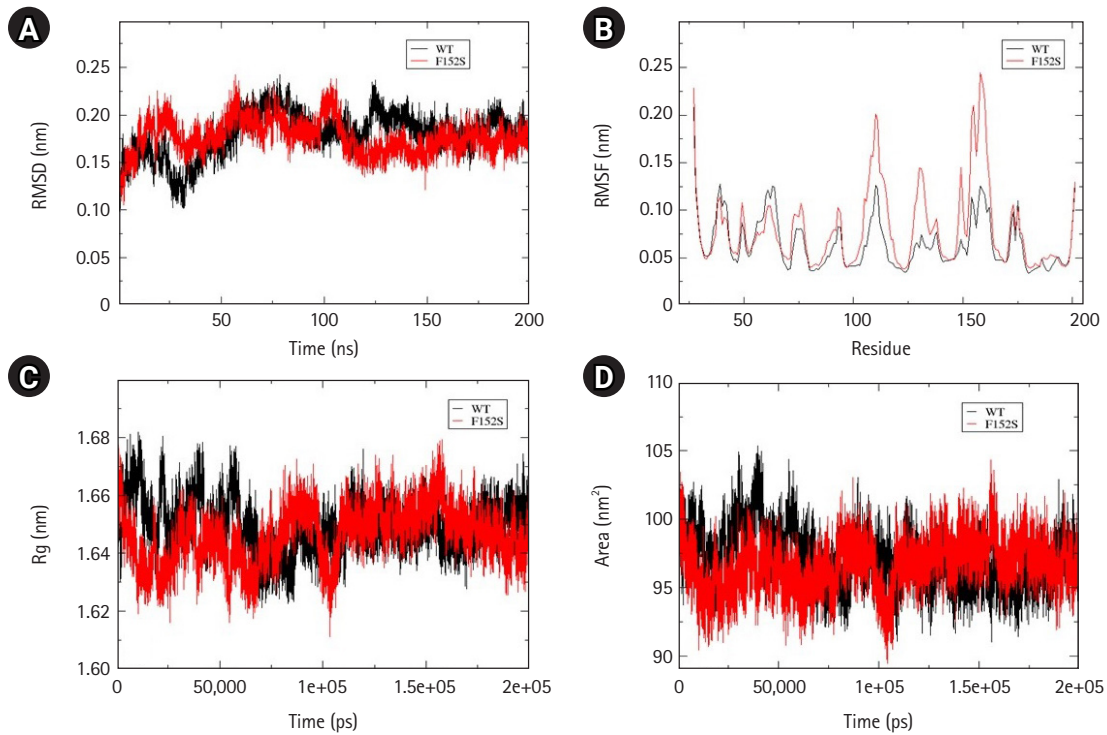 A
WT
F152S
0.25
0.20
0.15
0.10
0.05
0
RMSD (nm)
50
100
150
200
Time (ns)
B
WT
F152S
0.25
0.20
0.15
0.10
0.05
0
RMSF (nm)
50
100
150
200
Residue
C
WT
F152S
1.68
1.66
1.64
1.62
1.60
Rg (nm)
0
50,000
1e+05
1.5e+05
2e+05
Time (ps)
D
WT
F152S
110
105
100
95
90
Area (nm²)
0
50,000
1e+05
1.5e+05
2e+05
Time (ps)